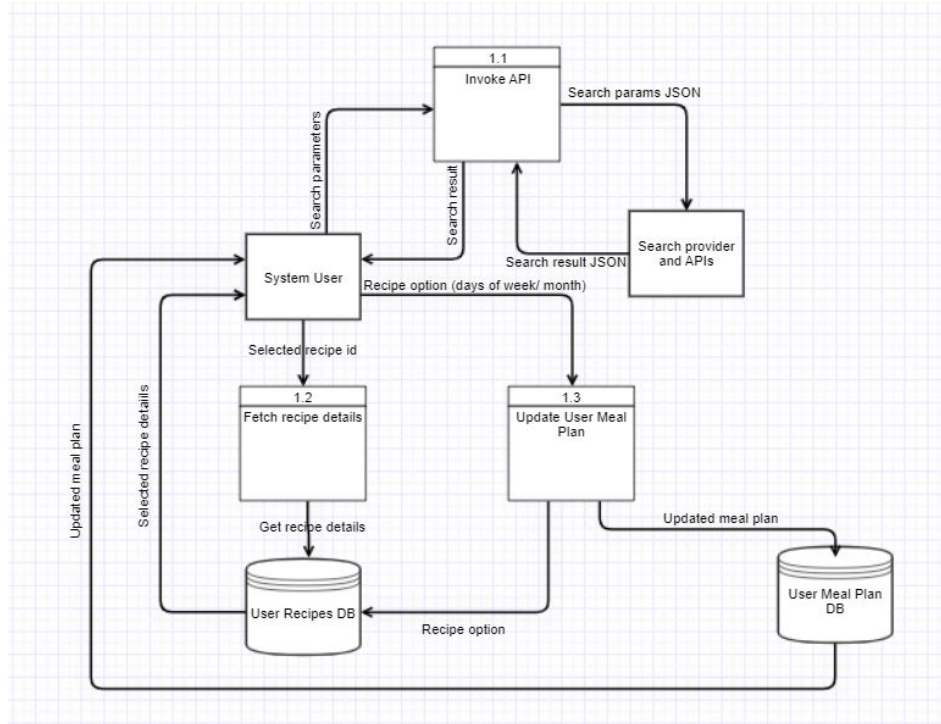 1.1
Invoke API
Search params JSON
Search parameters
Search result
Search provider
and APIs
Search result JSON
System User
Recipe option (days of week/ month)
Selected recipe id
1.2
Fetch recipe details
1.3
Update User Meal
Plan
Updated meal plan
Selected recipe detaiils
Get recipe details
Updated meal plan
User Recipes DB
User Meal Plan
DB
Recipe option